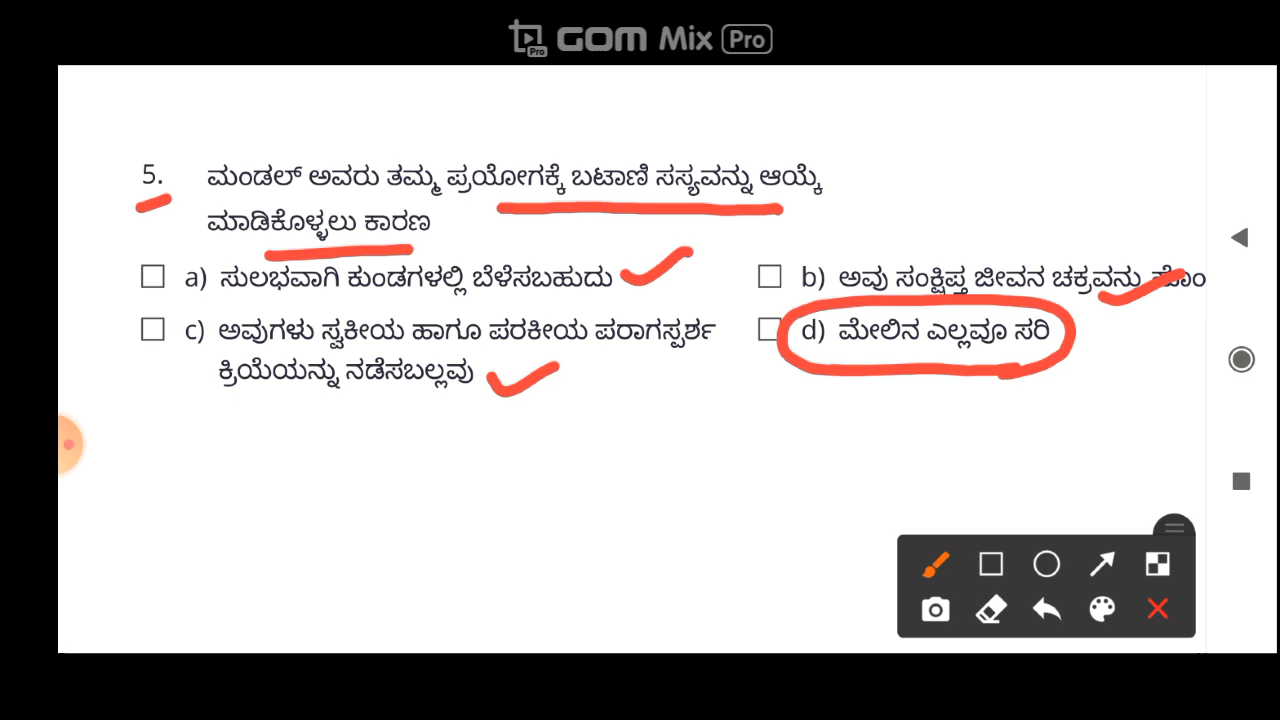 GOM Mix Pro
5. ಮಂಡಲ್ ಅವರು ತಮ್ಮ ಪ್ರಯೋಗಕ್ಕೆ ಬಟಾಣಿ ಸಸ್ಯವನ್ನು ಆಯ್ಕೆ
ಮಾಡಿಕೊಳ್ಳಲು ಕಾರಣ
a) ಸುಲಭವಾಗಿ ಕುಂಡಗಳಲ್ಲಿ ಬೆಳೆಸಬಹುದು b) ಅವು ಸಂಕ್ಷಿಪ್ತ ಜೀವನ ಚಕ್ರವನ್ನು
c) ಅವುಗಳು ಸ್ವಕೀಯ ಹಾಗೂ ಪರಕೀಯ ಪರಾಗಸ್ಪರ್ಶ d) ಮೇಲಿನ ಎಲ್ಲವೂ ಸರಿ
ಕ್ರಿಯೆಯನ್ನು ನಡೆಸಬಲ್ಲವು